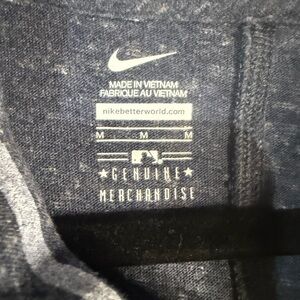 MADE IN VIETNAM
FABRIQUE AU VIETNAM
nikebetterworld.com
M M M
★GENUINE★
MERCHANDISE